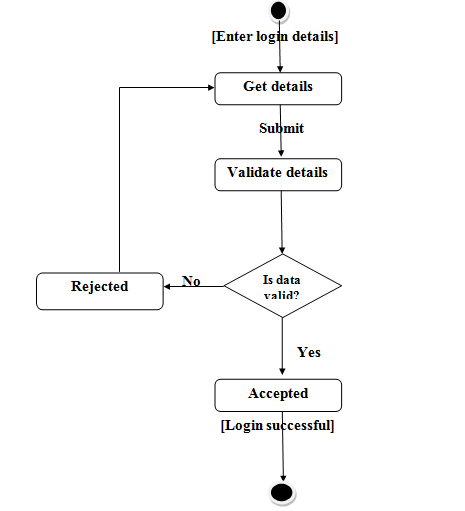 [Enter login details]
Get details
Submit
Validate details
Is data
valid?
No
Rejected
Yes
Accepted
[Login successful]